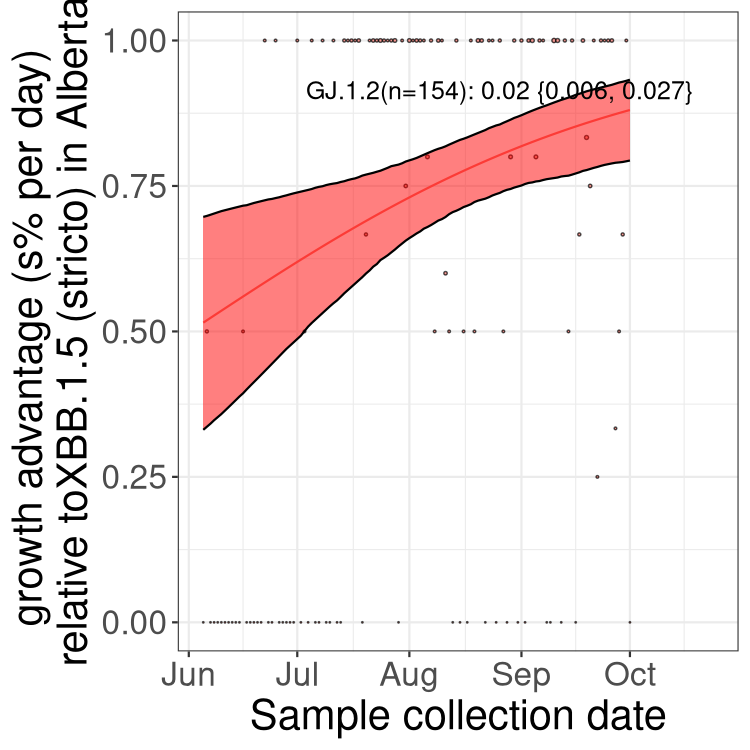 growth advantage (s% per day)
relative toXBB.1.5 (stricto) in Alberta
1.00
0.75
0.50
0.25
0.00
GJ.1.2(n=154): 0.02 {0.006, 0.027}
Jun Jul Aug Sep Oct
Sample collection date